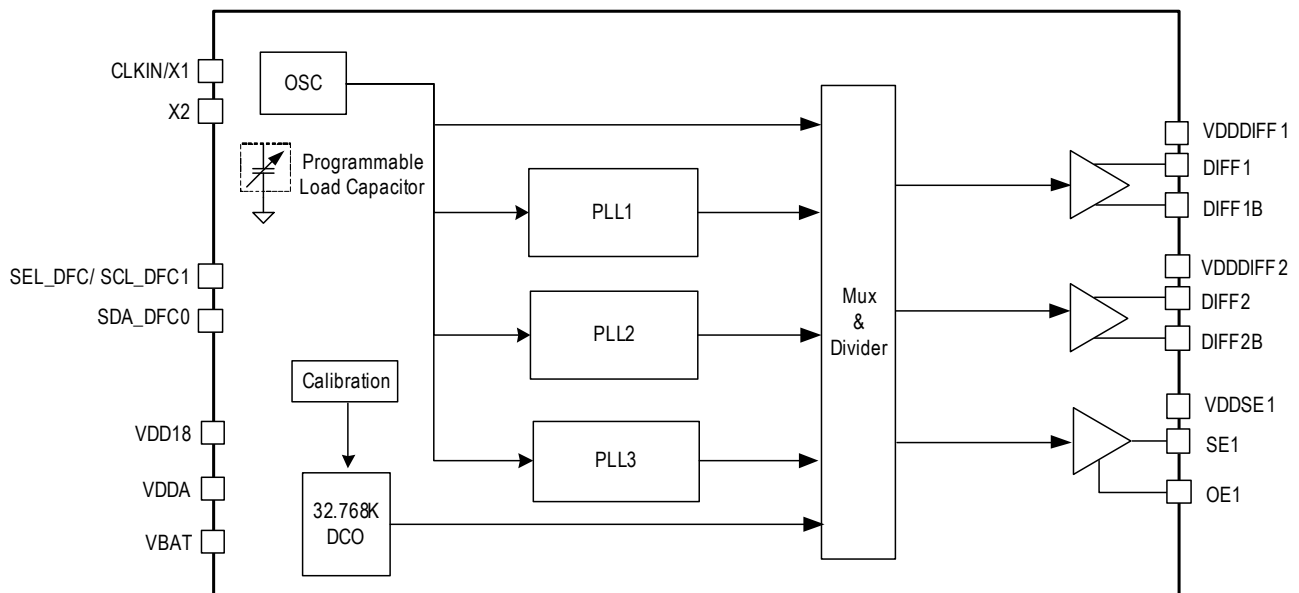 CLKIN/X1
X2
SEL_DFC/ SCL_DFC1
SDA_DFC0
VDD18
VDDA
VBAT
OSC
Programmable
Load Capacitor
Calibration
32.768K
DCO
PLL1
PLL2
PLL3
Mux
&
Divider
VDDDIFF1
DIFF1
DIFF1B
VDDDIFF2
DIFF2
DIFF2B
VDDSE1
SE1
OE1